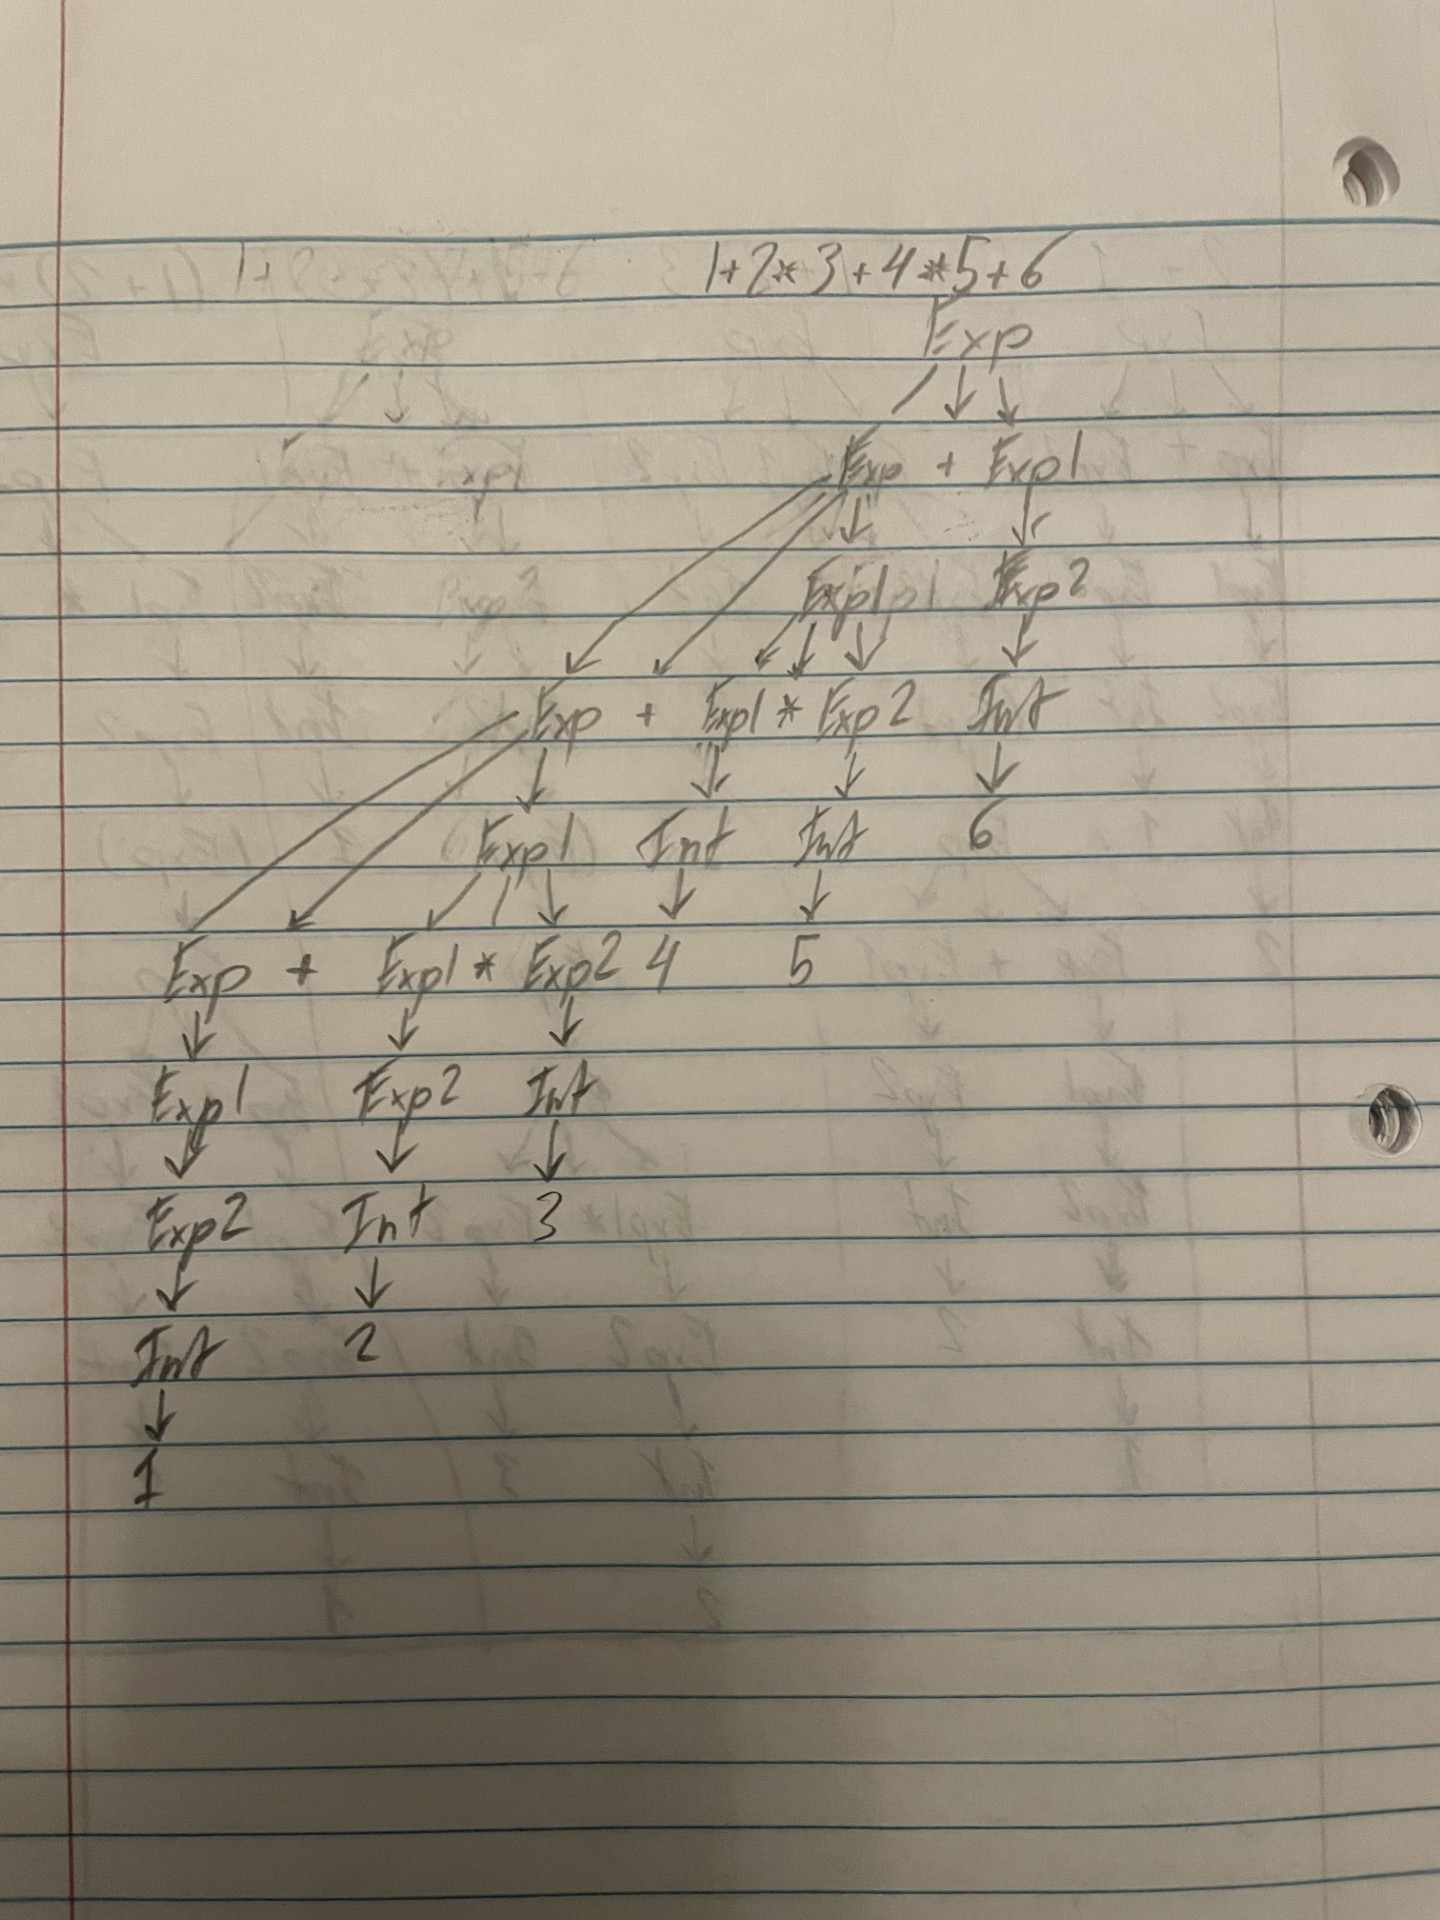 1+2*3+4*5+6
Exp
Exp + Exp1
Exp1 Exp2
Exp + Exp1 * Exp2 Int
Exp1 Int Int 6
Exp + Exp1 * Exp2 4 5
Exp1 Exp2 Int
Exp2 Int 3
Int 2
1